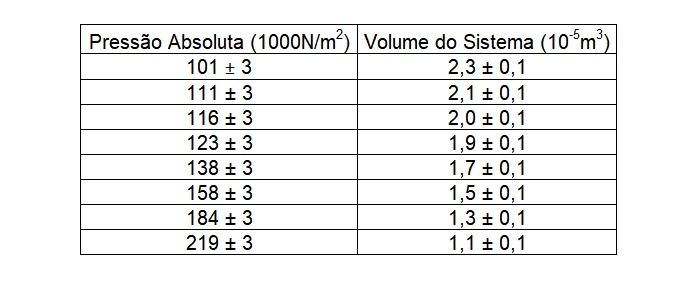 Pressão Absoluta (1000N/m²) Volume do Sistema (10⁻⁵m³)
101 ± 3 2,3 ± 0,1
111 ± 3 2,1 ± 0,1
116 ± 3 2,0 ± 0,1
123 ± 3 1,9 ± 0,1
138 ± 3 1,7 ± 0,1
158 ± 3 1,5 ± 0,1
184 ± 3 1,3 ± 0,1
219 ± 3 1,1 ± 0,1